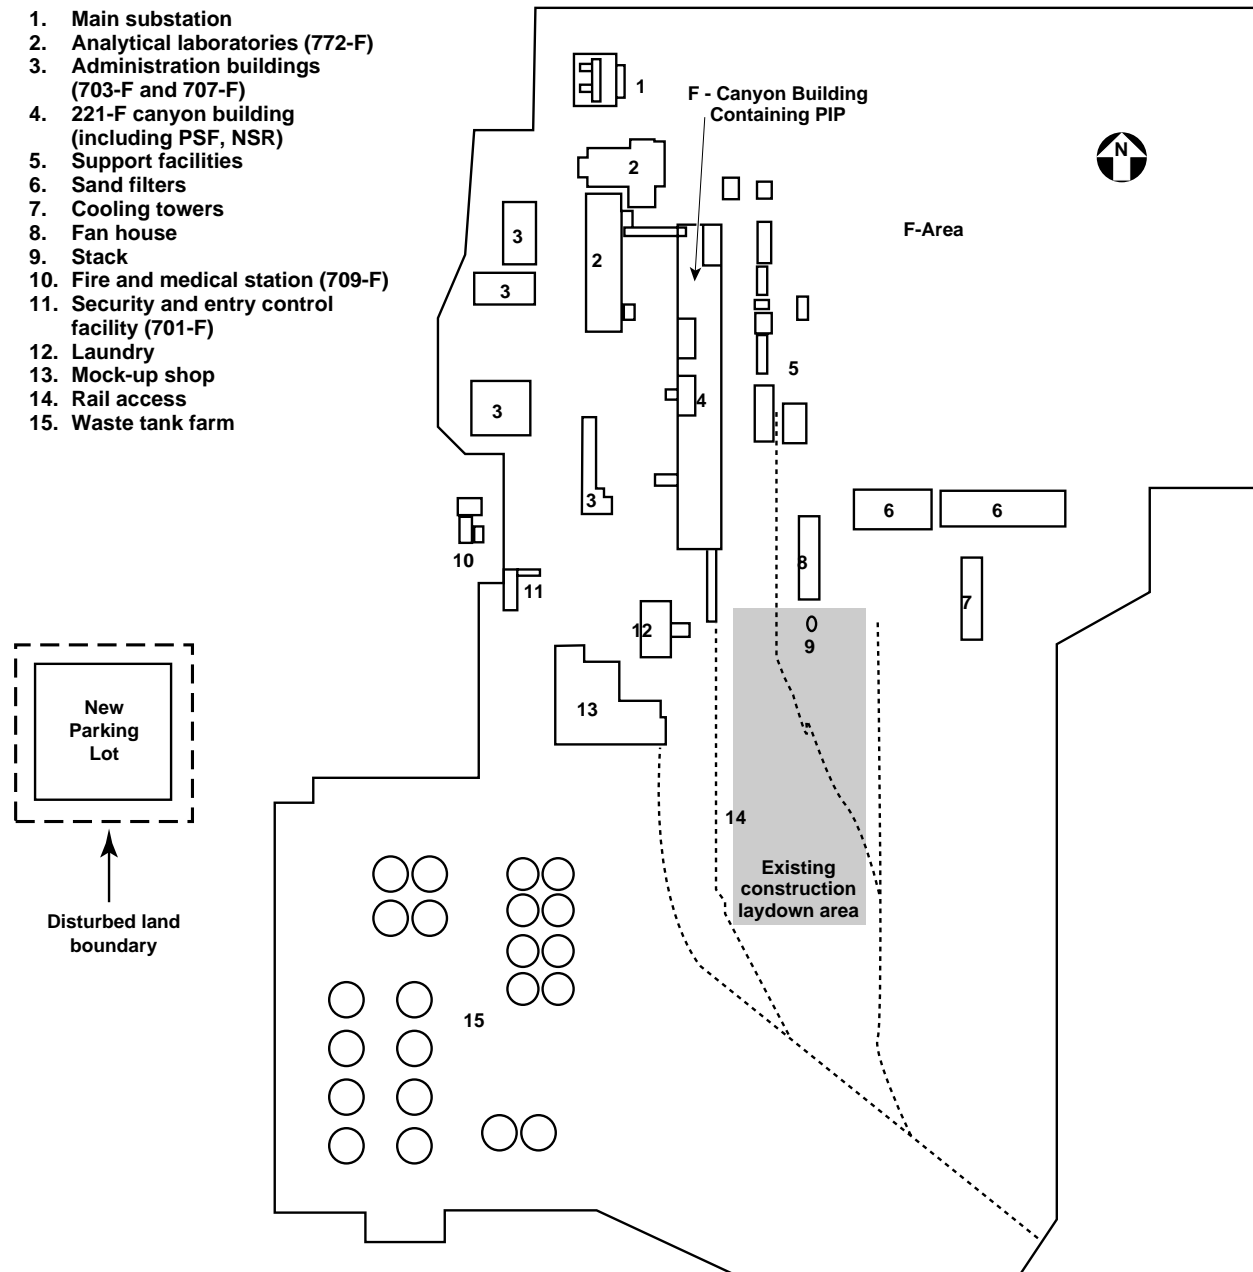 1. Main substation
2. Analytical laboratories (772-F)
3. Administration buildings
(703-F and 707-F)
4. 221-F canyon building
(including PSF, NSR)
5. Support facilities
6. Sand filters
7. Cooling towers
8. Fan house
9. Stack
10. Fire and medical station (709-F)
11. Security and entry control
facility (701-F)
12. Laundry
13. Mock-up shop
14. Rail access
15. Waste tank farm
1
F - Canyon Building
Containing PIP
N
2
F-Area
3
2
3
5
4
3
3
6
6
10
8
11
7
12
9
New
Parking
Lot
13
14
Existing
construction
laydown area
Disturbed land
boundary
15